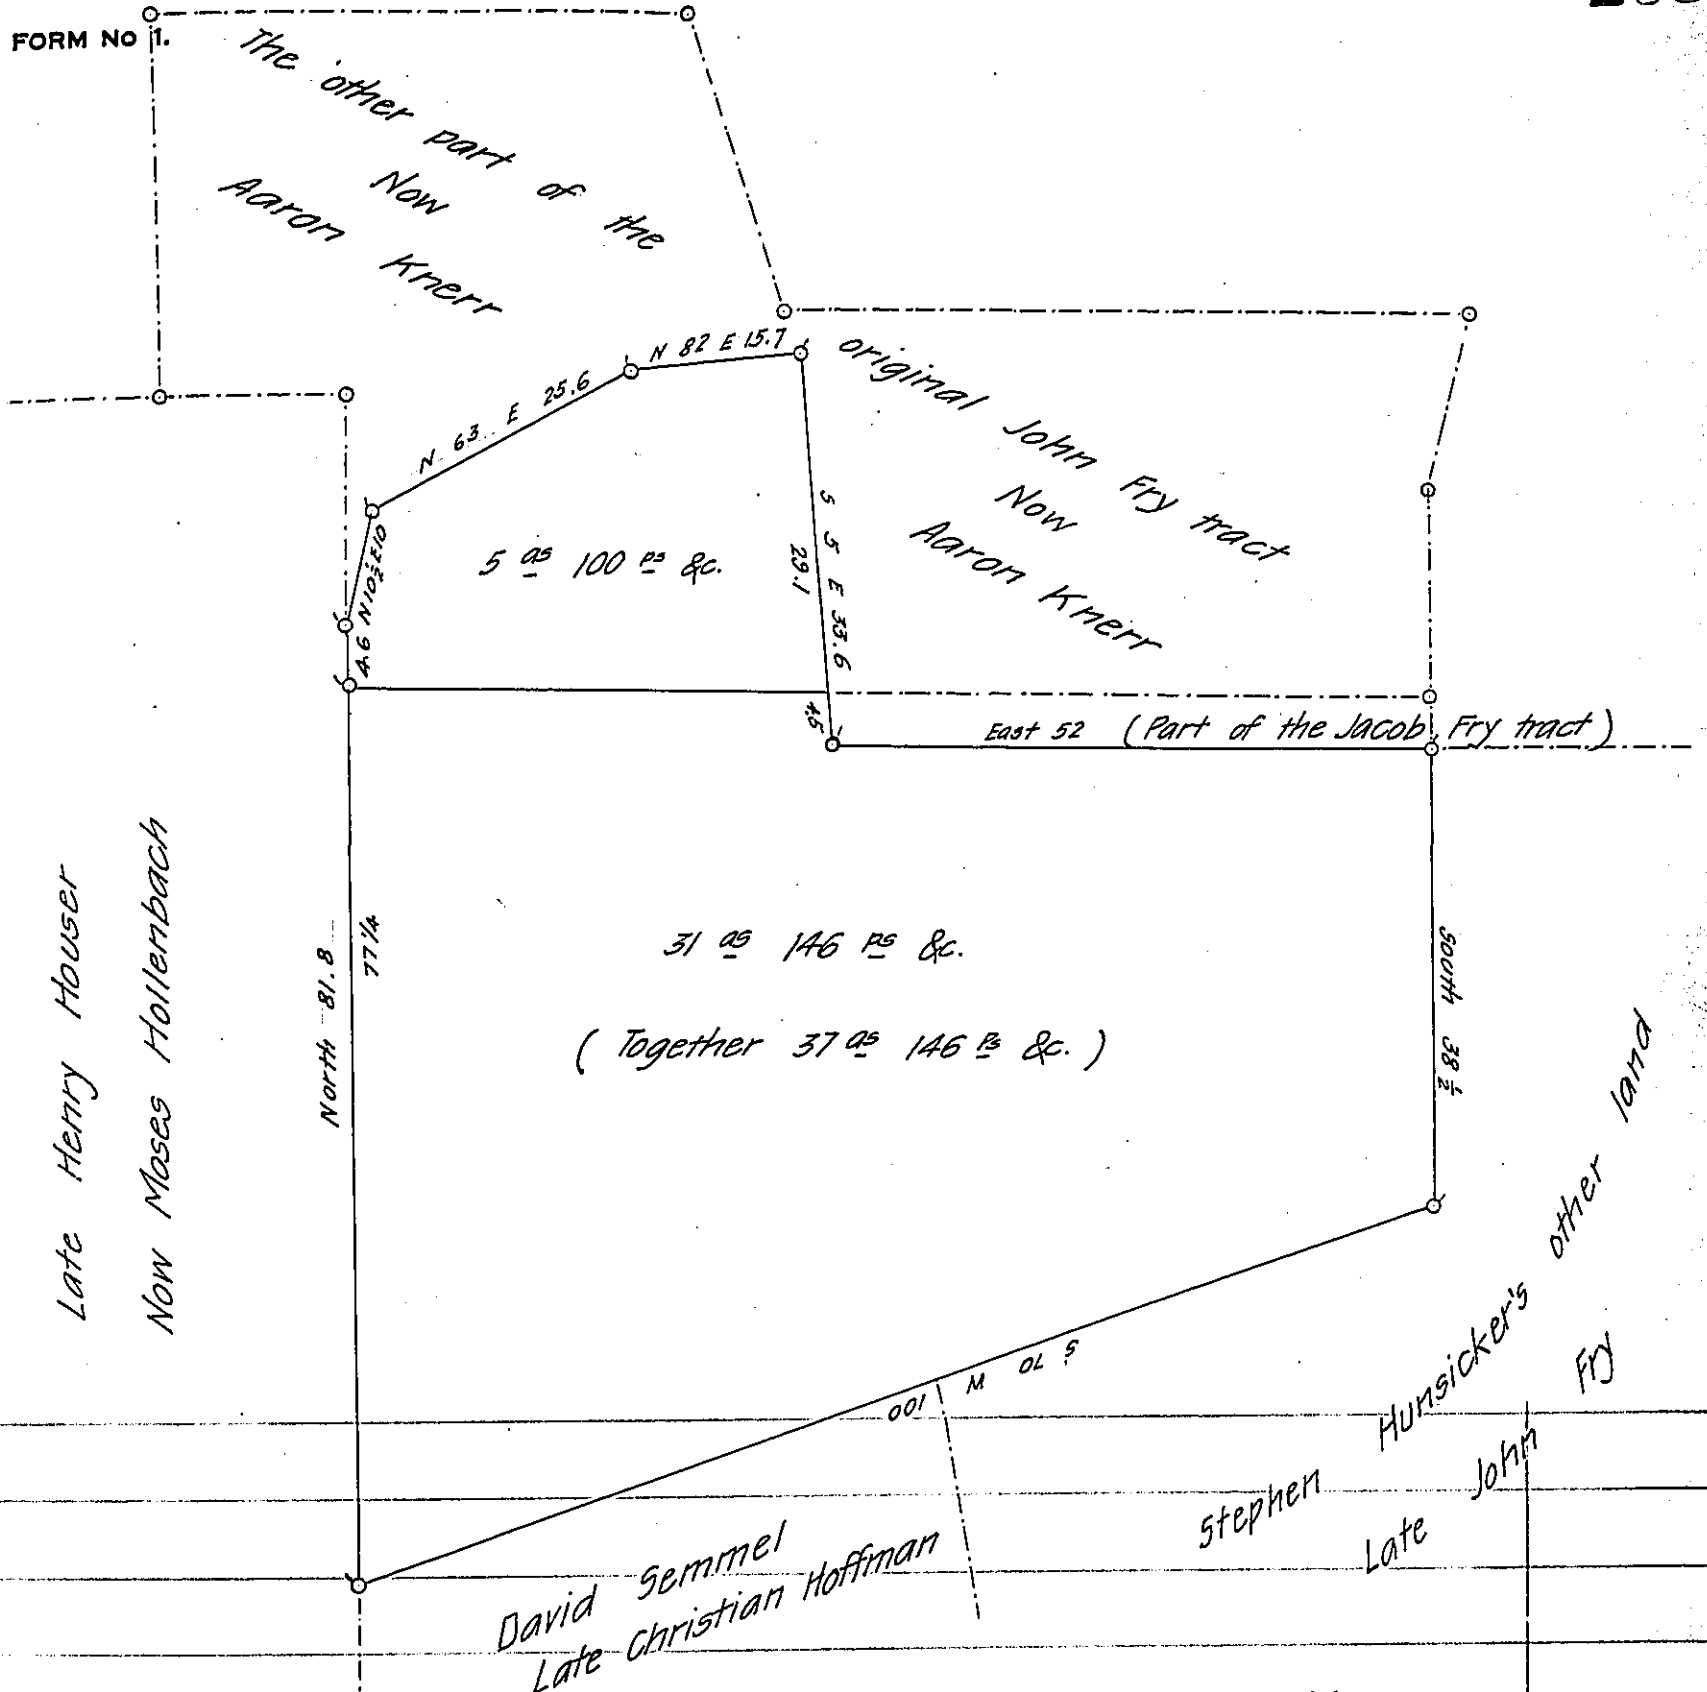 FORM No 1.
The other part of the
Now
Aaron Knerr
original John Fry tract
Now
Aaron Knerr
N 82 E 15.7
N 63 E 25.6
N 10½ E 10
4.6
5 as 100 ps &c.
S 5 E 33.6
29.1
4.5
East 52 (Part of the Jacob Fry tract)
Late Henry Houser
Now Moses Hollenbach
North 81.8
77 1/4
31 as 146 ps &c.
(Together 37 as 146 ps &c.)
South 38 ½
S 70 W 100
David Semmel
Late Christian Hoffman
Stephen Hunsicker's other land
Late John Fry